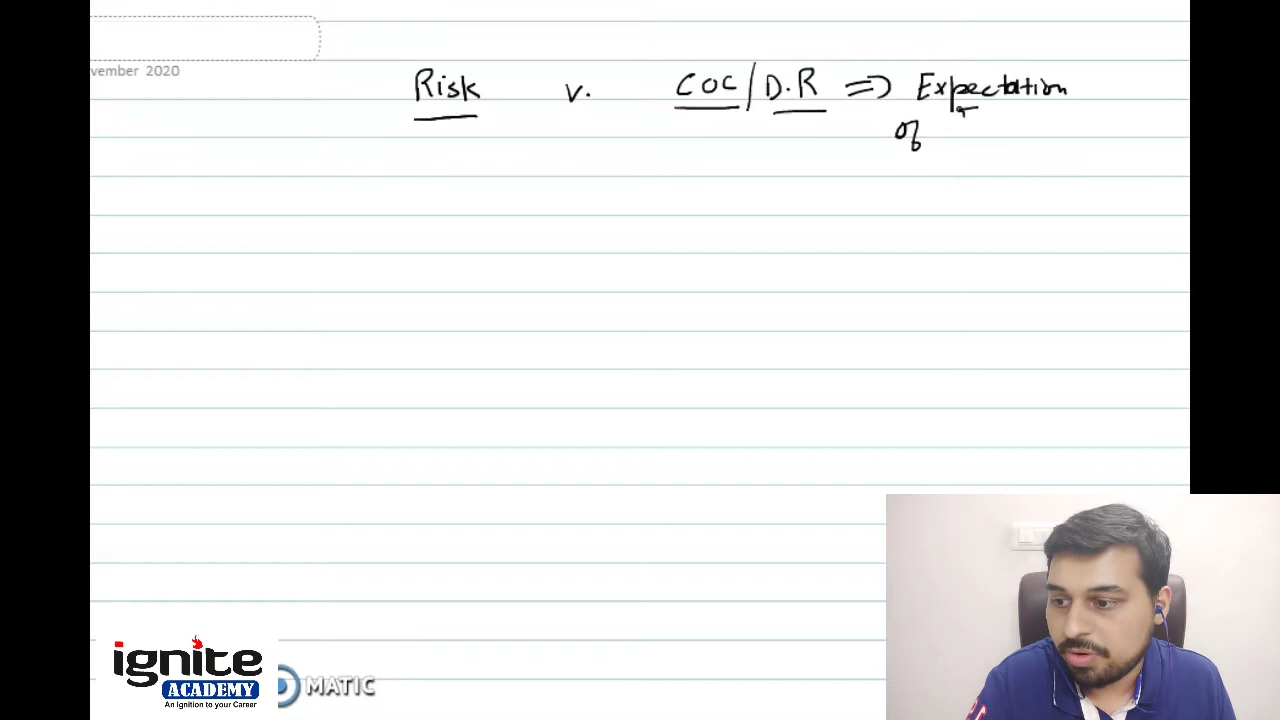 vember 2020
Risk v. COC/D.R => Expectation
of
ignite
ACADEMY
An Ignition to your Career
MATIC